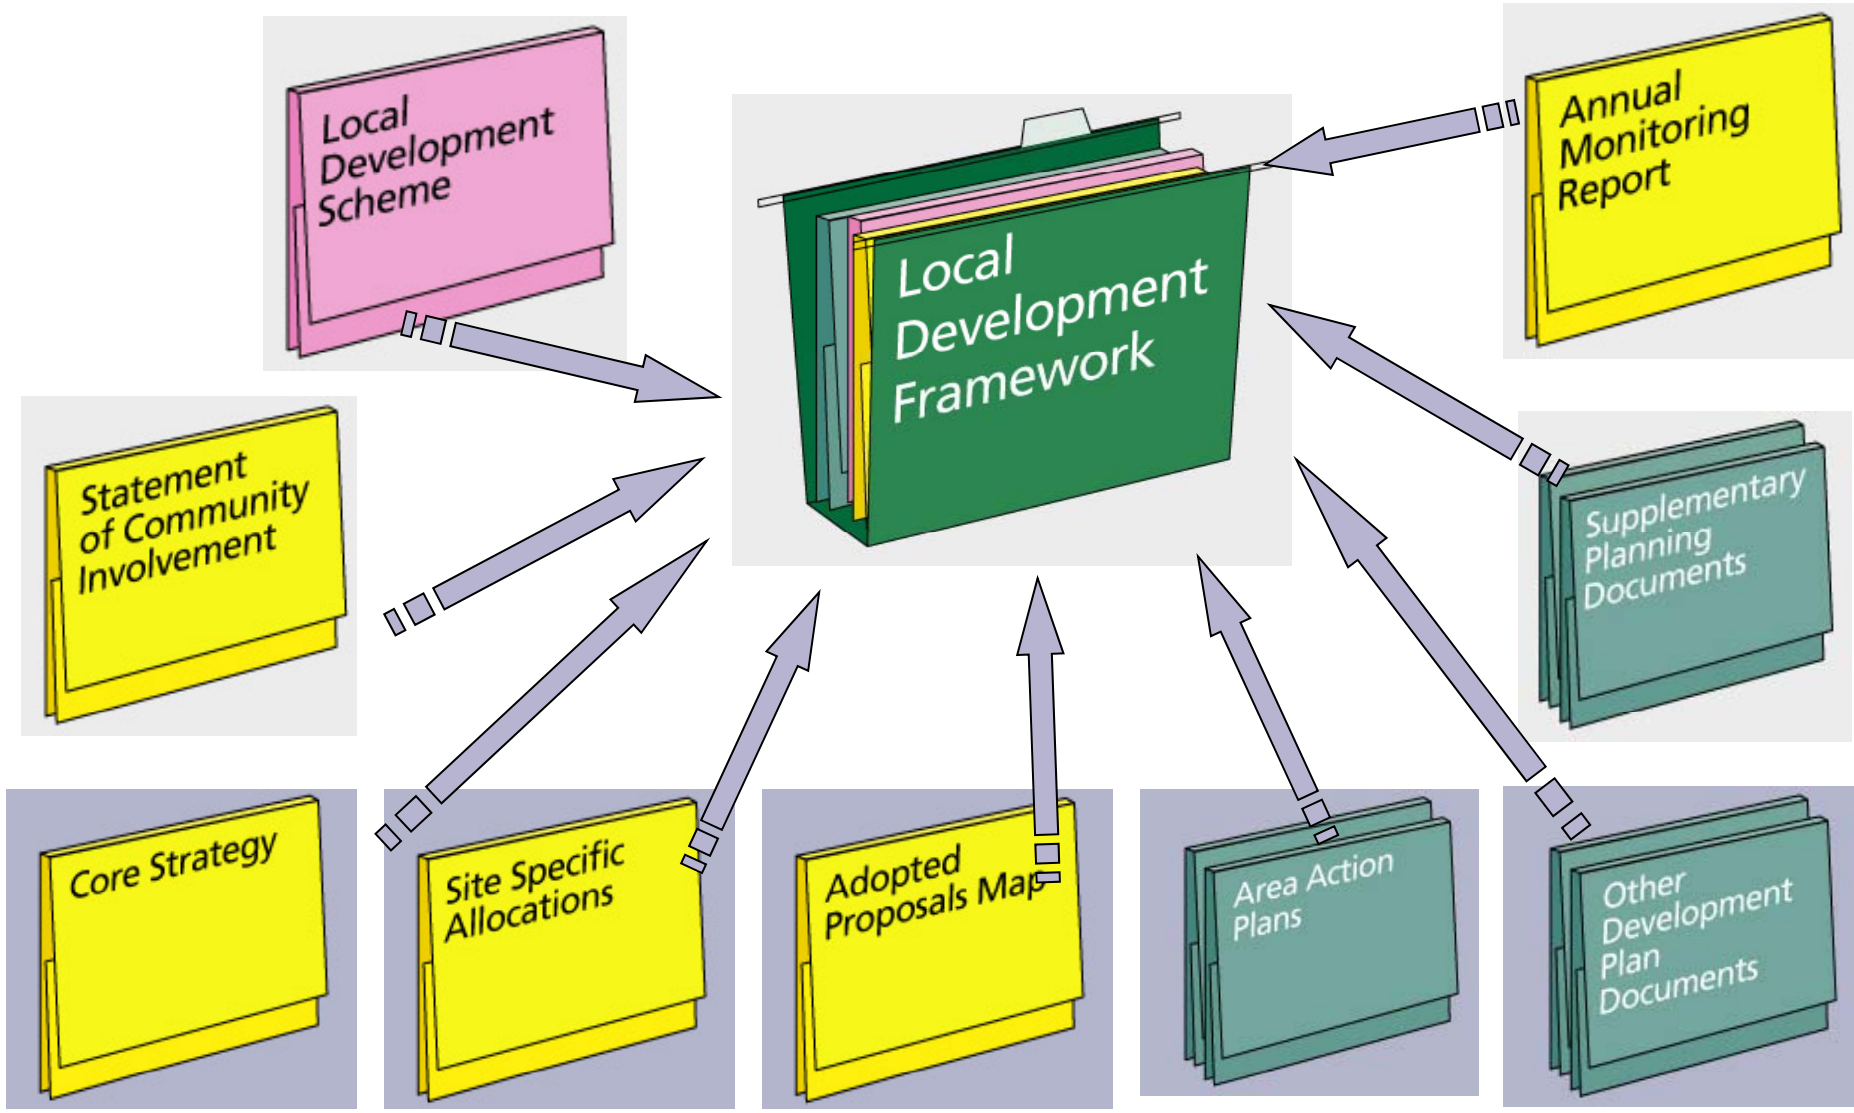 Local
Development
Scheme
Local
Development
Framework
Annual
Monitoring
Report
Statement
of Community
Involvement
Supplementary
Planning
Documents
Core Strategy
Site Specific
Allocations
Adopted
Proposals Map
Area Action
Plans
Other
Development
Plan
Documents